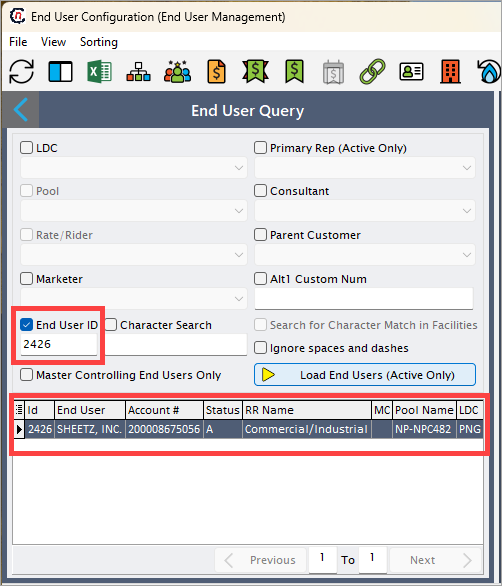 End User Configuration (End User Management)
File View Sorting
End User Query
LDC
Primary Rep (Active Only)
Pool
Consultant
Rate/Rider
Parent Customer
Marketer
Alt1 Custom Num
End User ID
Character Search
Search for Character Match in Facilities
2426
Ignore spaces and dashes
Master Controlling End Users Only
Load End Users (Active Only)
Id End User Account # Status RR Name MC Pool Name LDC
2426 SHEETZ, INC. 200008675056 A Commercial/Industrial NP-NPC482 PNG
Previous 1 To 1 Next